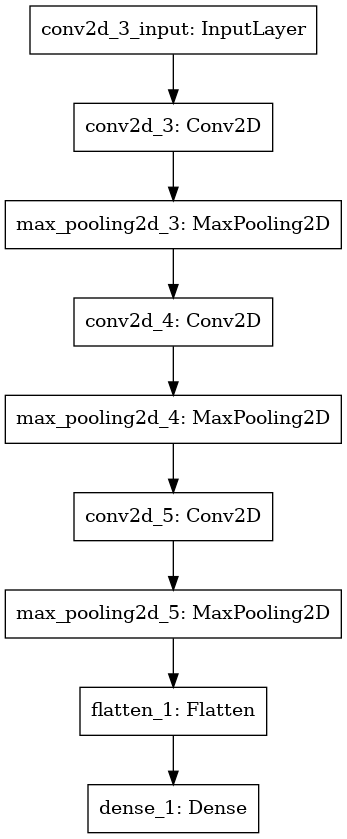 conv2d_3_input: InputLayer
conv2d_3: Conv2D
max_pooling2d_3: MaxPooling2D
conv2d_4: Conv2D
max_pooling2d_4: MaxPooling2D
conv2d_5: Conv2D
max_pooling2d_5: MaxPooling2D
flatten_1: Flatten
dense_1: Dense